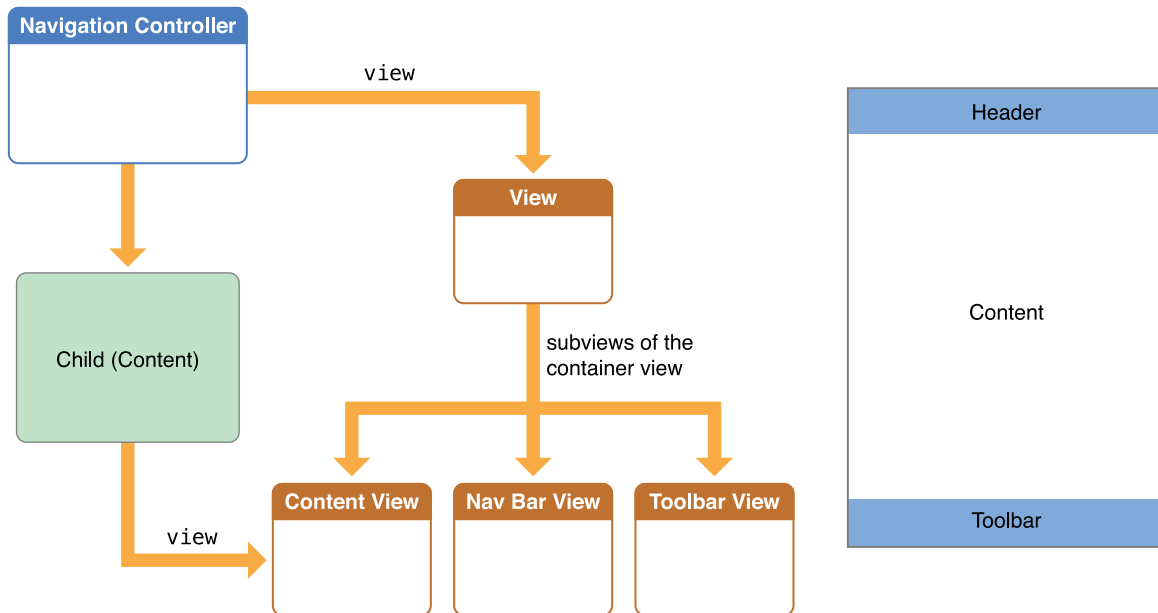 Navigation Controller
view
Header
View
Content
subviews of the
container view
Child (Content)
Content View
Nav Bar View
Toolbar View
Toolbar
view